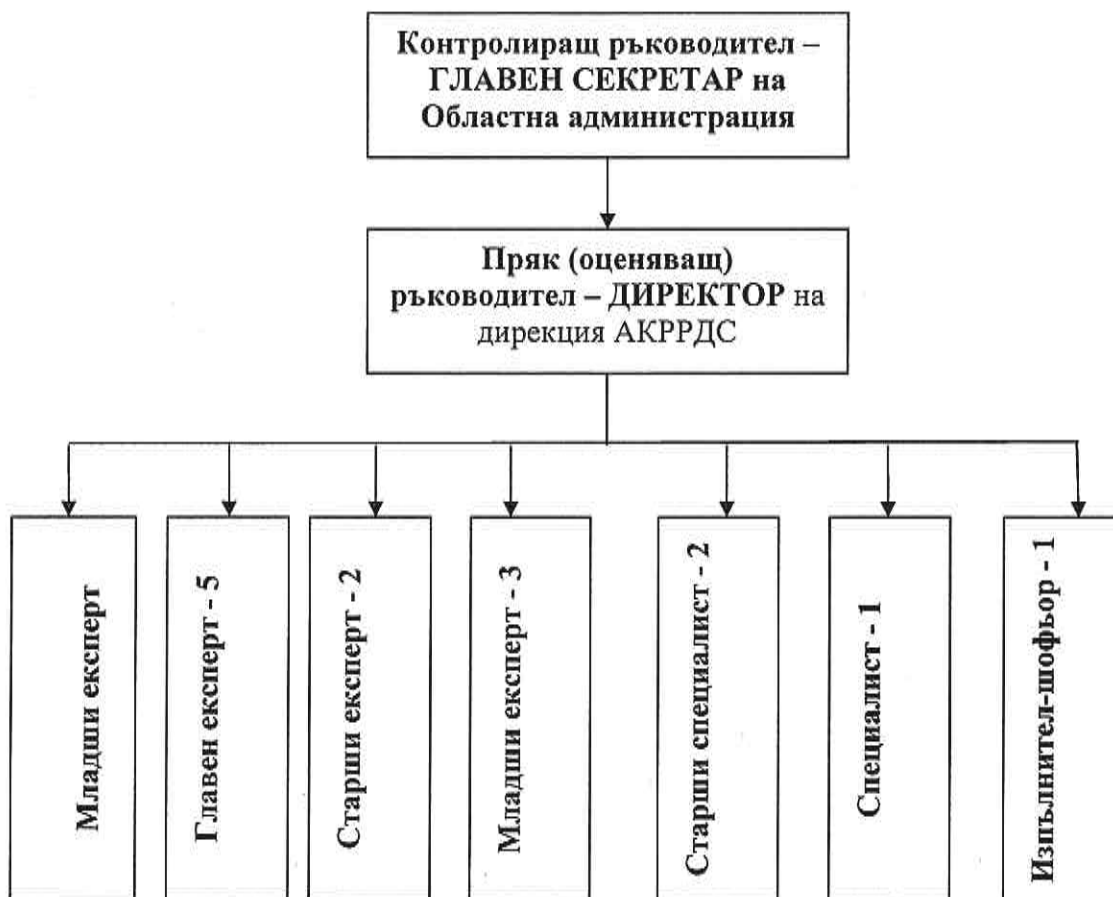 Контролиращ ръководител –
ГЛАВЕН СЕКРЕТАР на
Областна администрация
Пряк (оценяващ)
ръководител – ДИРЕКТОР на
дирекция АКРРДС
Младши експерт
Главен експерт - 5
Старши експерт - 2
Младши експерт - 3
Старши специалист - 2
Специалист - 1
Изпълнител-шофьор - 1